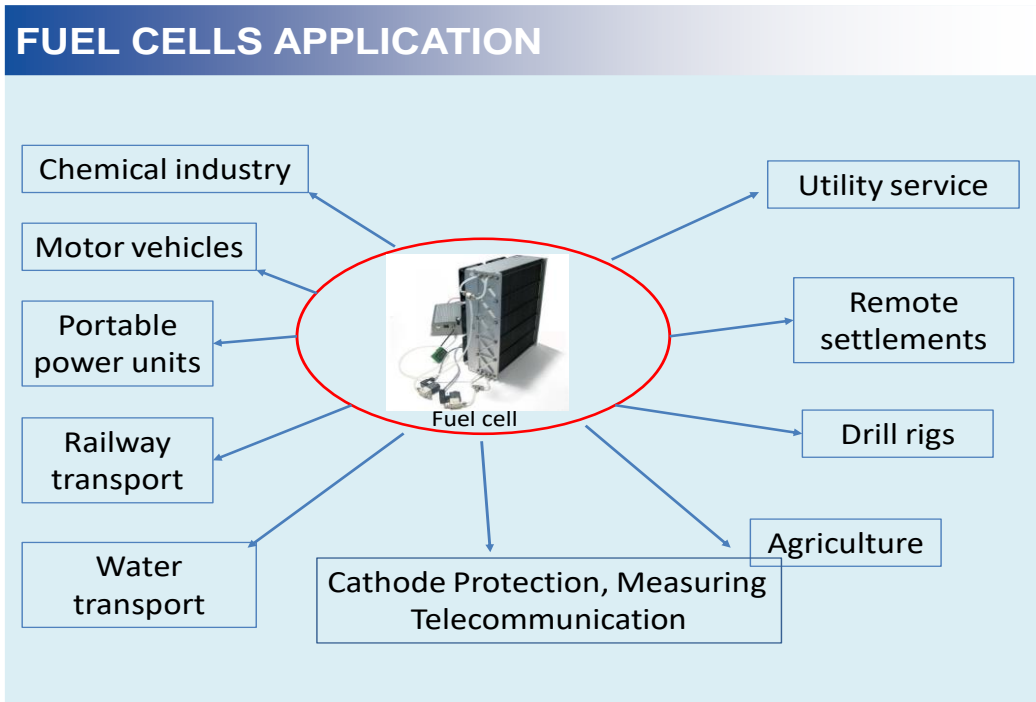 FUEL CELLS APPLICATION
Chemical industry
Utility service
Motor vehicles
Portable
power units
Remote
settlements
Fuel cell
Railway
transport
Drill rigs
Water
transport
Agriculture
Cathode Protection, Measuring
Telecommunication